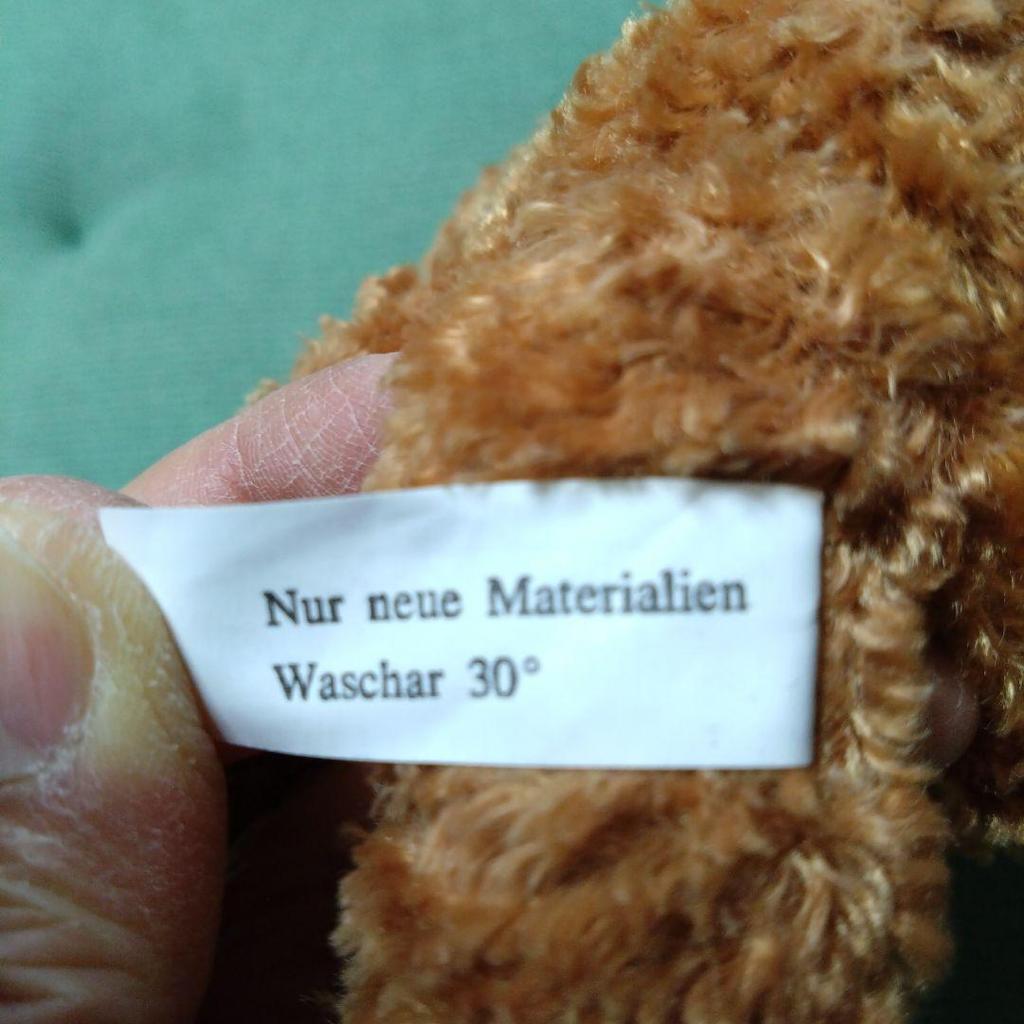 Nur neue Materialien
Waschar 30°